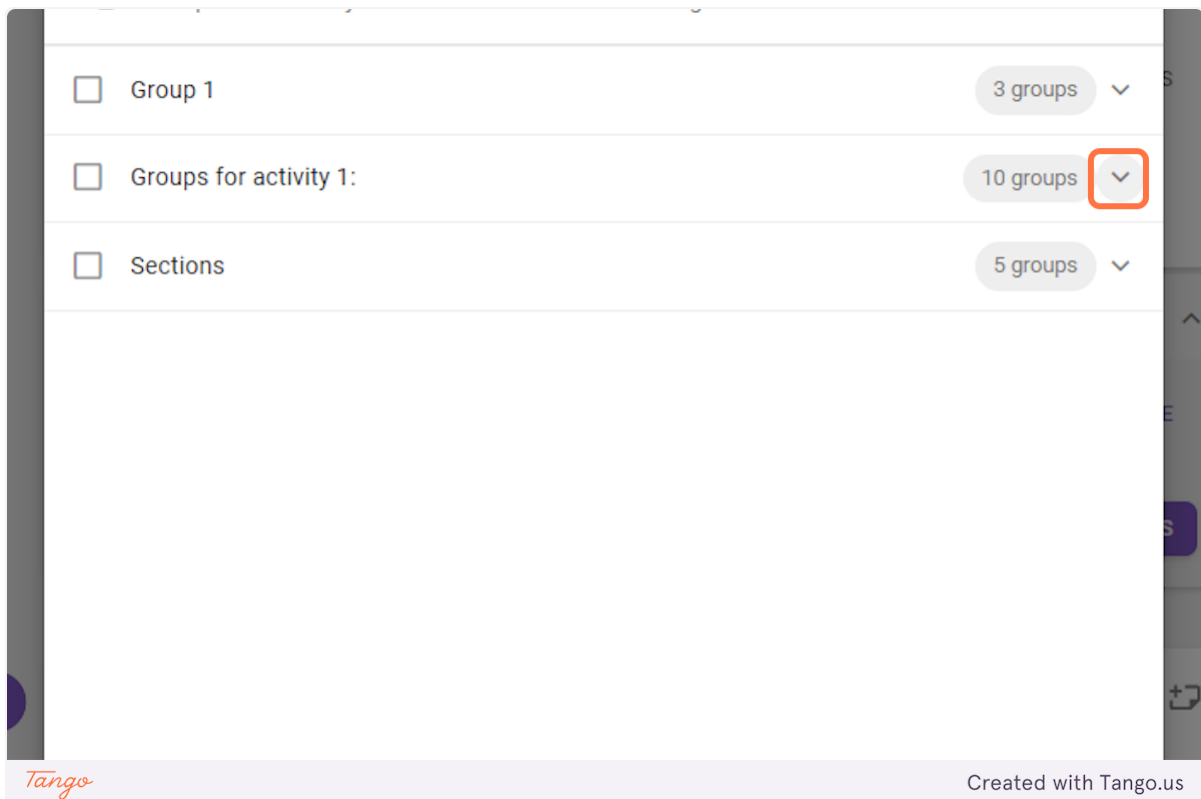 Group 1 3 groups
Groups for activity 1: 10 groups
Sections 5 groups
S
E
S
Tango Created with Tango.us